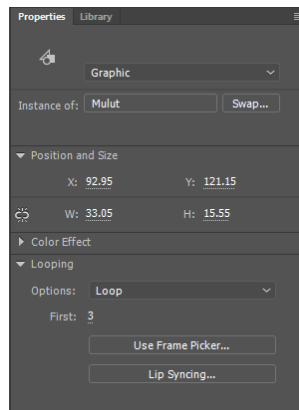 Properties Library
Graphic
Instance of: Mulut Swap...
Position and Size
X: 92.95 Y: 121.15
W: 33.05 H: 15.55
Color Effect
Looping
Options: Loop
First: 3
Use Frame Picker...
Lip Syncing...